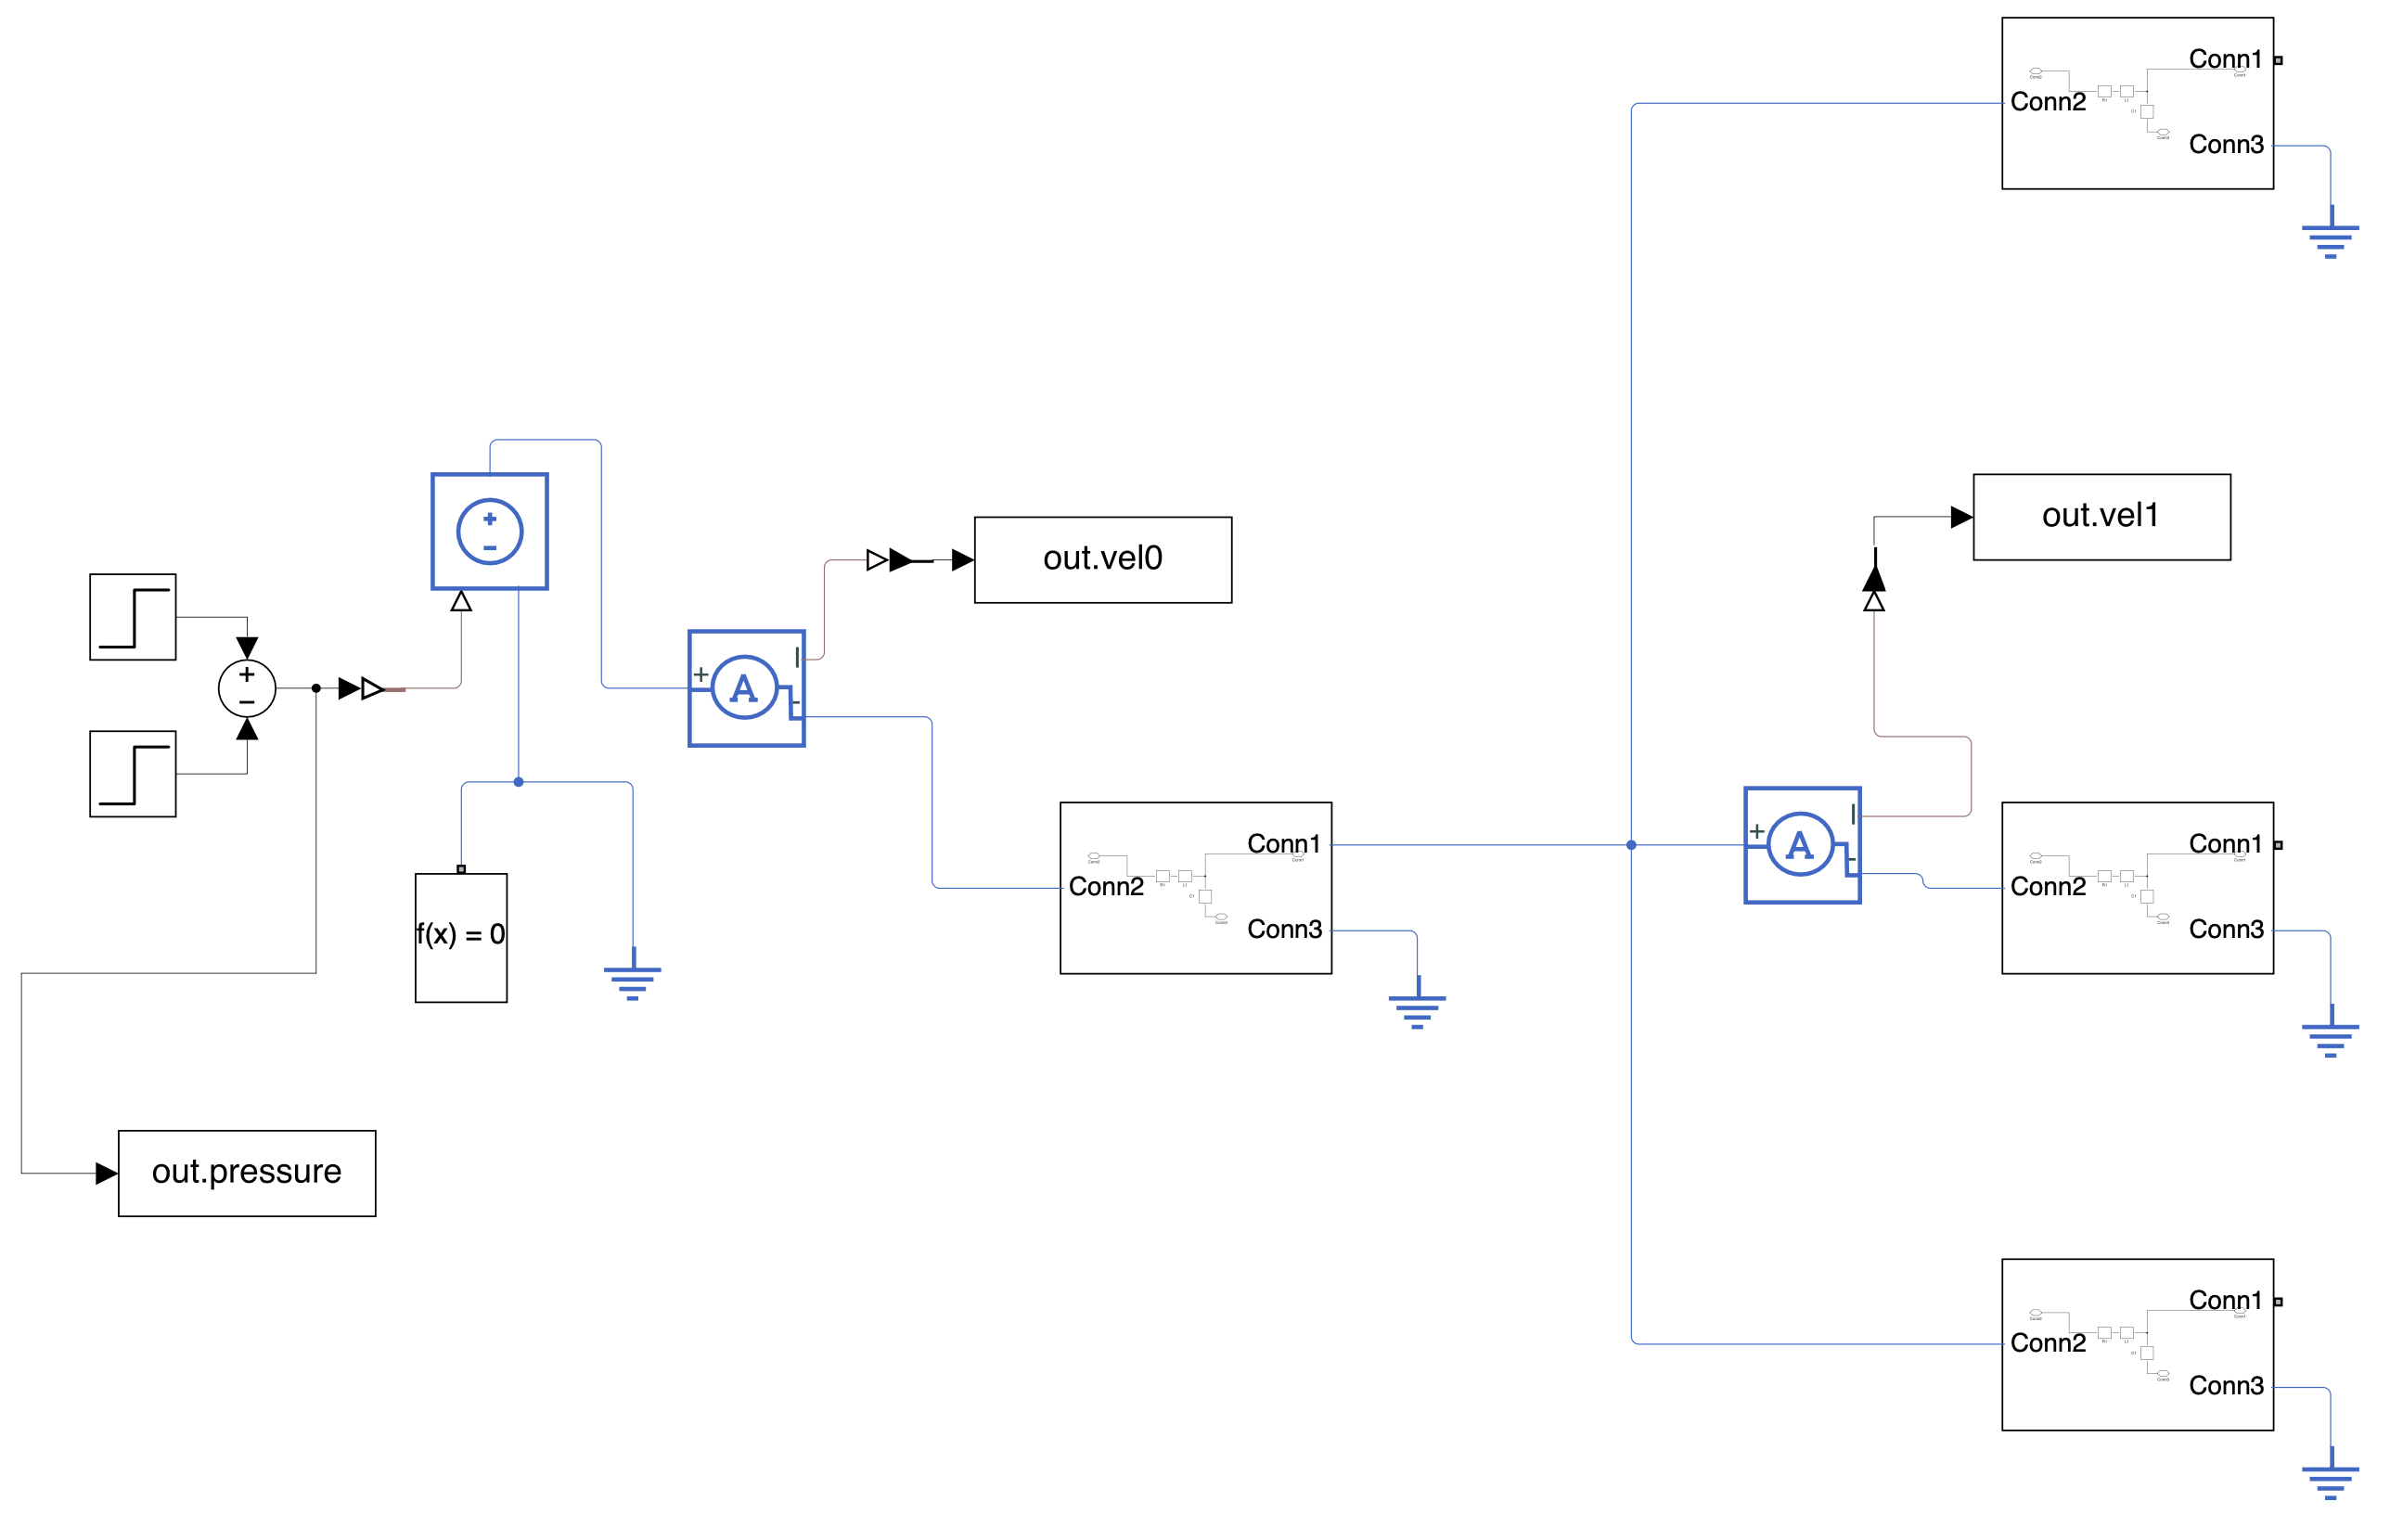 Conn1
Conn2
Conn3
out.vel1
out.vel0
+
−
+
−
+
A
I
-
Conn1
Conn2
Conn3
+
A
I
-
Conn1
Conn2
Conn3
f(x) = 0
out.pressure
Conn1
Conn2
Conn3